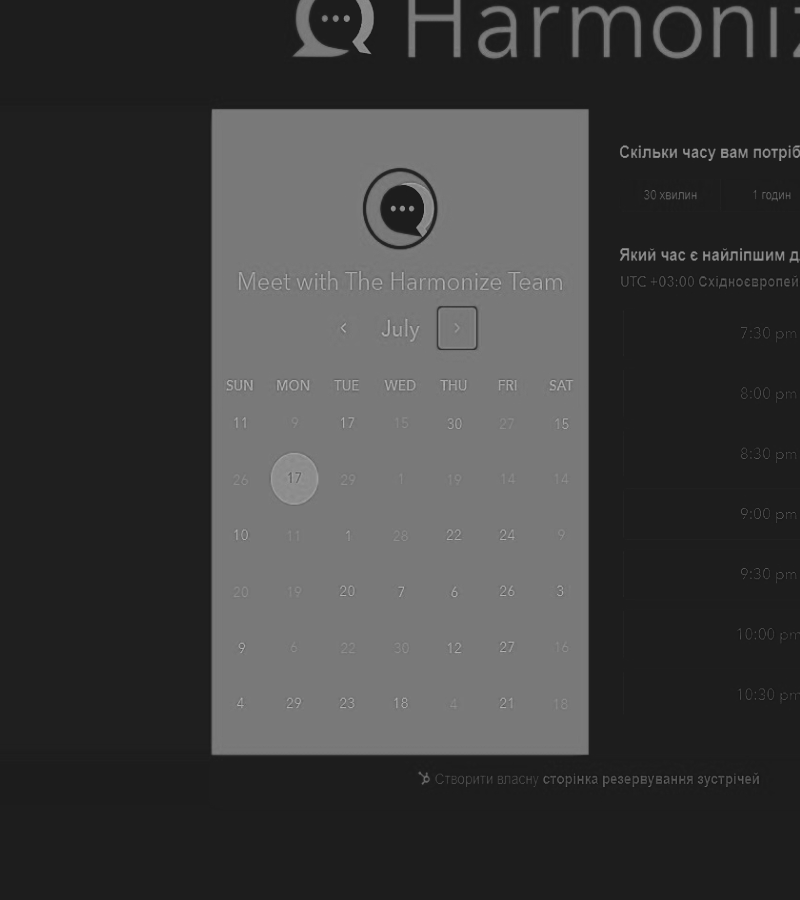 Harmoniz
Meet with The Harmonize Team
July
SUN MON TUE WED THU FRI SAT
11 9 17 15 30 27 15
26 17 29 1 19 14 14
10 11 1 28 22 24 9
20 19 20 7 6 26 3
9 6 22 30 12 27 16
4 29 23 18 4 21 18
Скільки часу вам потріб
30 хвилин 1 годин
Який час є найліпшим д
UTC +03:00 Східноєвропей
7:30 pm
8:00 pm
8:30 pm
9:00 pm
9:30 pm
10:00 pm
10:30 pm
Створити власну сторінка резервування зустрічей